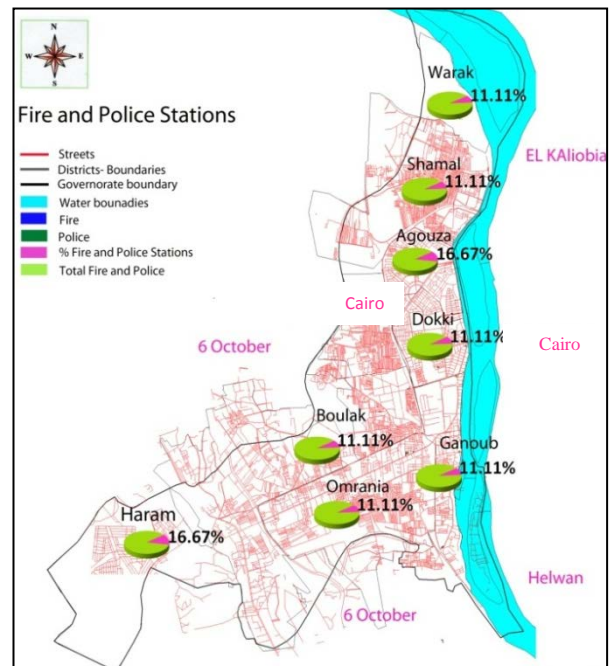 N
W E
S
Fire and Police Stations
Streets
Districts- Boundaries
Governorate boundary
Water bounadies
Fire
Police
% Fire and Police Stations
Total Fire and Police
Warak
11.11%
EL KAliobia
Shamal
11.11%
Agouza
16.67%
Cairo
Dokki
11.11%
Cairo
6 October
Boulak
11.11%
Ganoub
11.11%
Omrania
11.11%
Haram
16.67%
Helwan
6 October